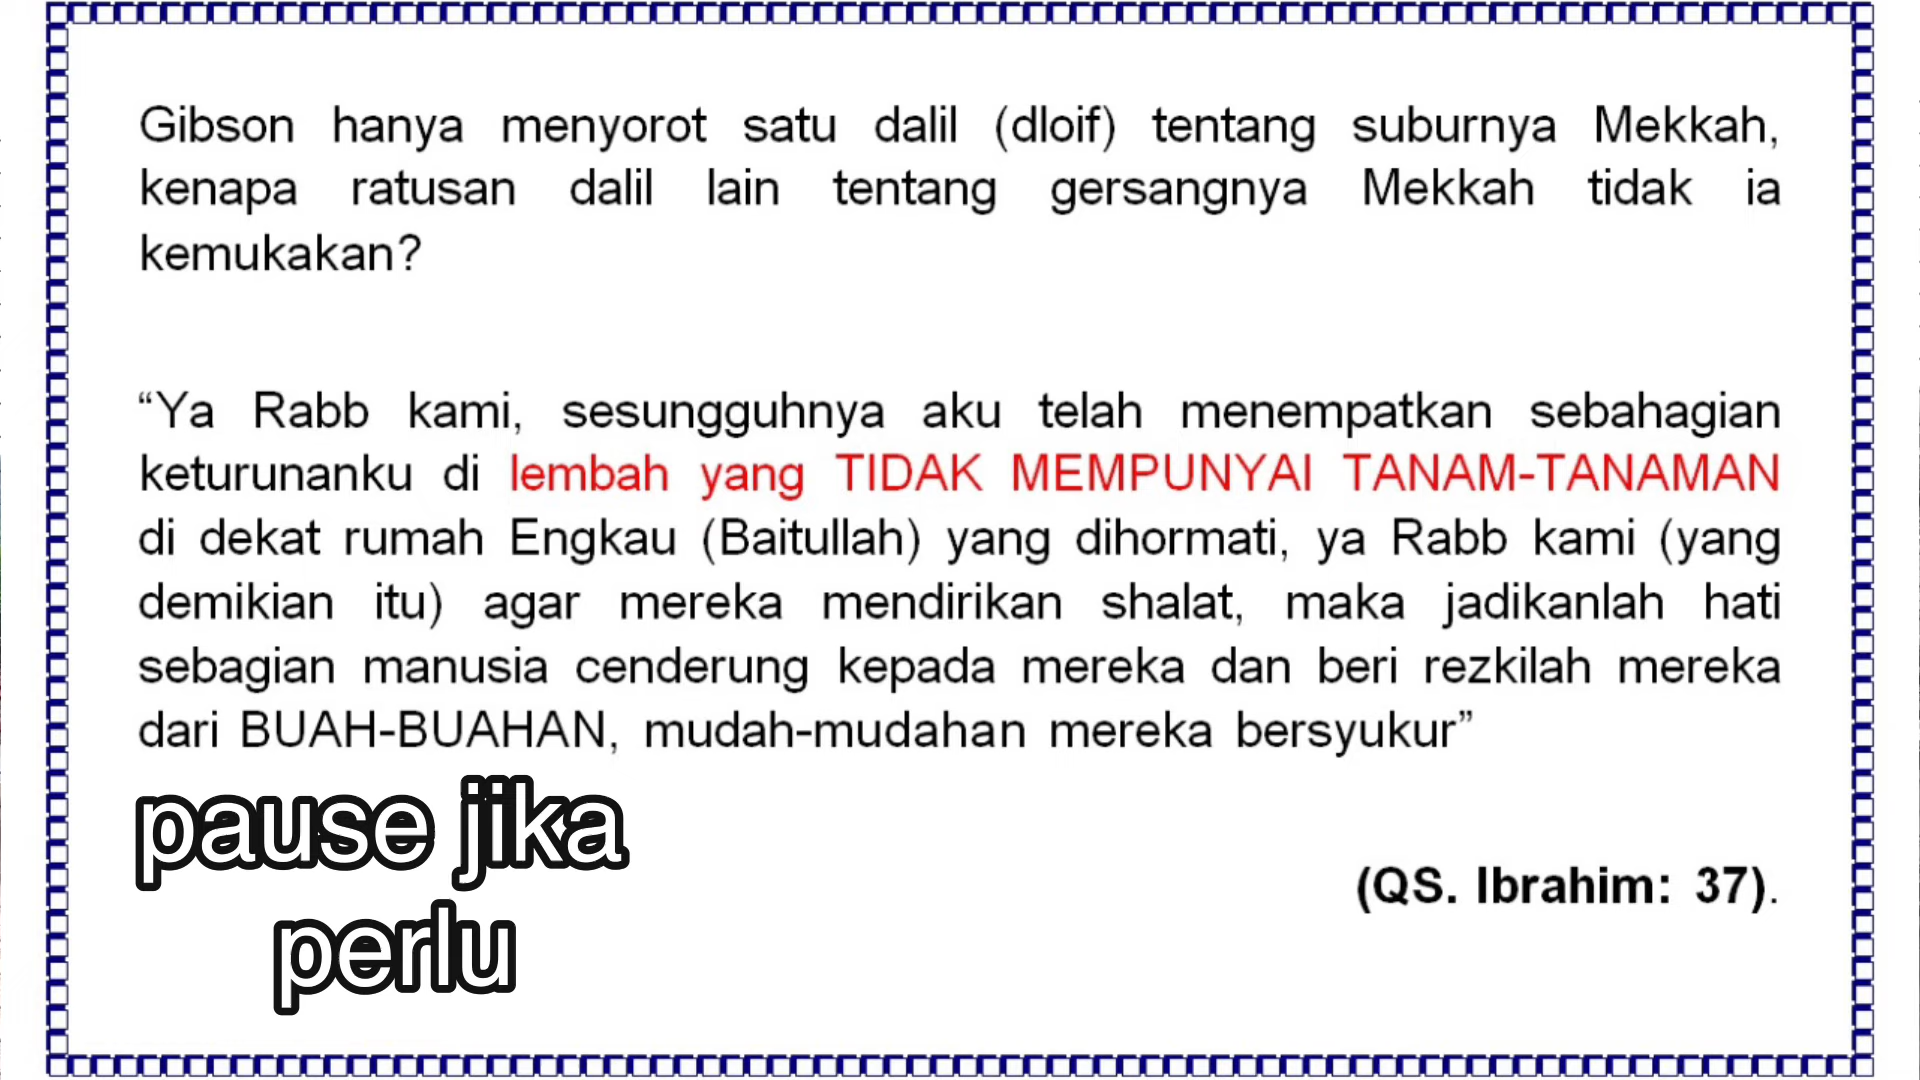 Gibson hanya menyorot satu dalil (dloif) tentang suburnya Mekkah,
kenapa ratusan dalil lain tentang gersangnya Mekkah tidak ia
kemukakan?
“Ya Rabb kami, sesungguhnya aku telah menempatkan sebahagian
keturunanku di lembah yang TIDAK MEMPUNYAI TANAM-TANAMAN
di dekat rumah Engkau (Baitullah) yang dihormati, ya Rabb kami (yang
demikian itu) agar mereka mendirikan shalat, maka jadikanlah hati
sebagian manusia cenderung kepada mereka dan beri rezkilah mereka
dari BUAH-BUAHAN, mudah-mudahan mereka bersyukur”
pause jika
perlu
(QS. Ibrahim: 37).